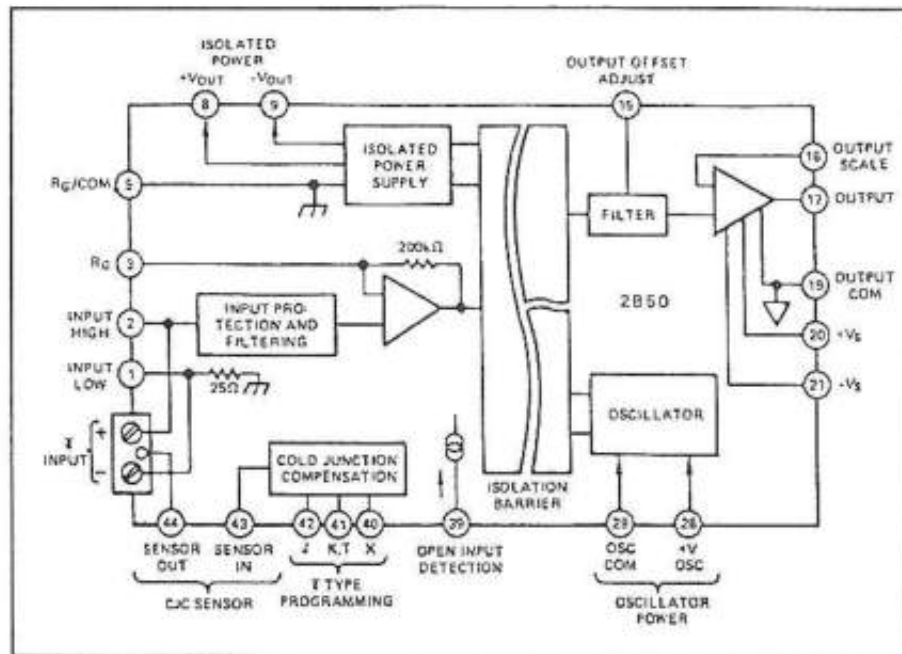 ISOLATED
POWER
+VOUT
-VOUT
OUTPUT OFFSET
ADJUST
8
9
15
ISOLATED
POWER
SUPPLY
16
OUTPUT
SCALE
RG/COM
5
FILTER
17
OUTPUT
200kΩ
RG
3
19
OUTPUT
COM
2B50
INPUT
HIGH
2
INPUT PRO-
TECTION AND
FILTERING
20
+VS
INPUT
LOW
1
25Ω
21
-VS
OSCILLATOR
+
INPUT
-
COLD JUNCTION
COMPENSATION
ISOLATION
BARRIER
44
43
42
41
40
39
29
28
SENSOR
OUT
SENSOR
IN
J
K,T
X
OPEN INPUT
DETECTION
OSC
COM
+V
OSC
CJC SENSOR
TYPE
PROGRAMMING
OSCILLATOR
POWER